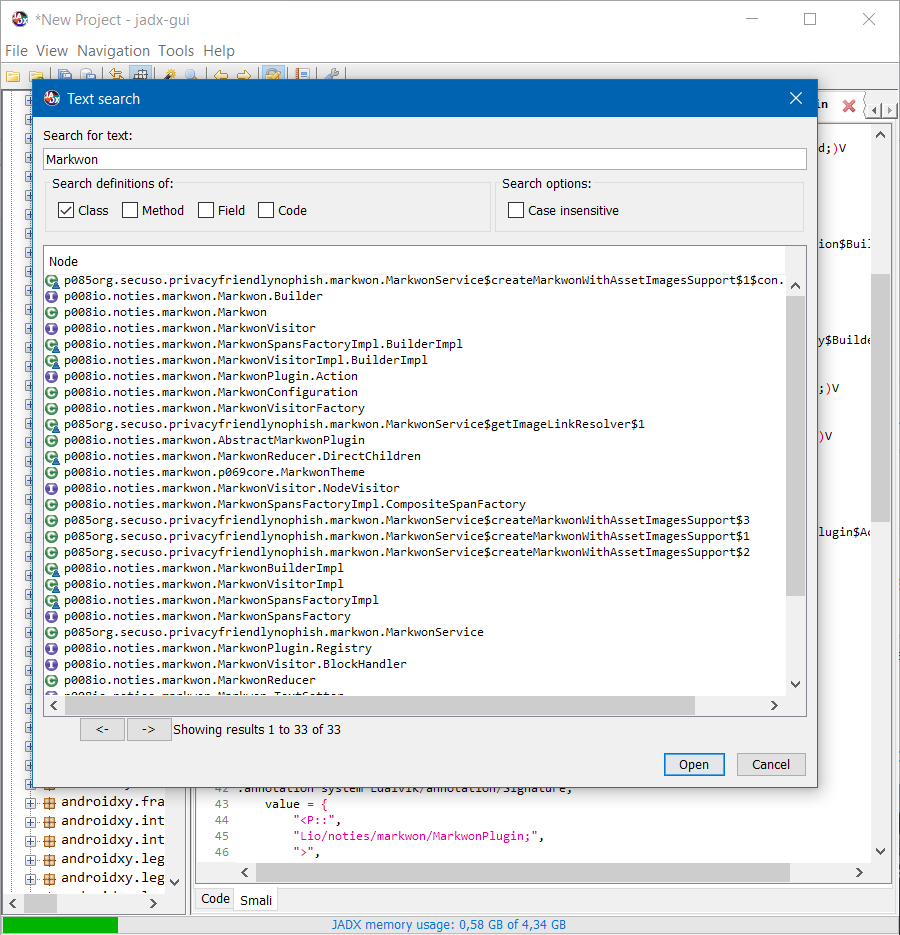 *New Project - jadx-gui
File View Navigation Tools Help
Text search
Search for text:
Markwon
Search definitions of:
Search options:
Class Method Field Code
Case insensitive
d;)V
ion$Buil
y$Builde
;)V
)V
lugin$Ac
Node
p085org.secuso.privacyfriendlynophish.markwon.MarkwonService$createMarkwonWithAssetImagesSupport$1$con.
p008io.noties.markwon.Markwon.Builder
p008io.noties.markwon.Markwon
p008io.noties.markwon.MarkwonVisitor
p008io.noties.markwon.MarkwonSpansFactoryImpl.BuilderImpl
p008io.noties.markwon.MarkwonVisitorImpl.BuilderImpl
p008io.noties.markwon.MarkwonPlugin.Action
p008io.noties.markwon.MarkwonConfiguration
p008io.noties.markwon.MarkwonVisitorFactory
p085org.secuso.privacyfriendlynophish.markwon.MarkwonService$getImageLinkResolver$1
p008io.noties.markwon.AbstractMarkwonPlugin
p008io.noties.markwon.MarkwonReducer.DirectChildren
p008io.noties.markwon.p069core.MarkwonTheme
p008io.noties.markwon.MarkwonVisitor.NodeVisitor
p008io.noties.markwon.MarkwonSpansFactoryImpl.CompositeSpanFactory
p085org.secuso.privacyfriendlynophish.markwon.MarkwonService$createMarkwonWithAssetImagesSupport$3
p085org.secuso.privacyfriendlynophish.markwon.MarkwonService$createMarkwonWithAssetImagesSupport$1
p085org.secuso.privacyfriendlynophish.markwon.MarkwonService$createMarkwonWithAssetImagesSupport$2
p008io.noties.markwon.MarkwonBuilderImpl
p008io.noties.markwon.MarkwonVisitorImpl
p008io.noties.markwon.MarkwonSpansFactoryImpl
p008io.noties.markwon.MarkwonSpansFactory
p085org.secuso.privacyfriendlynophish.markwon.MarkwonService
p008io.noties.markwon.MarkwonPlugin.Registry
p008io.noties.markwon.MarkwonVisitor.BlockHandler
p008io.noties.markwon.MarkwonReducer
<- -> Showing results 1 to 33 of 33
Open Cancel
androidxy.fra
androidxy.int
androidxy.int
androidxy.leg
androidxy.leg
42 .annotation system Ldalvik/annotation/Signature;
43 value = {
44 "<P::",
45 "Lio/noties/markwon/MarkwonPlugin;",
46 ">",
Code Smali
JADX memory usage: 0,58 GB of 4,34 GB